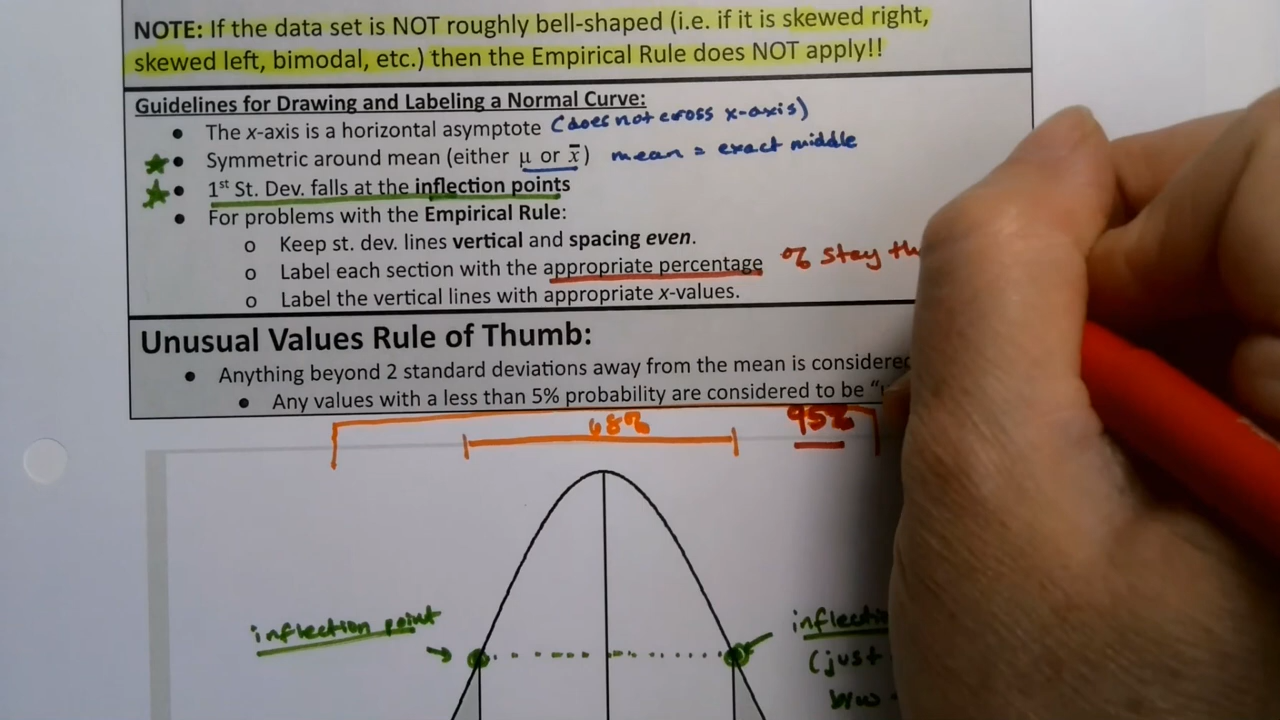 NOTE: If the data set is NOT roughly bell-shaped (i.e. if it is skewed right,
skewed left, bimodal, etc.) then the Empirical Rule does NOT apply!!
Guidelines for Drawing and Labeling a Normal Curve:
• The x-axis is a horizontal asymptote (does not cross x-axis)
• Symmetric around mean (either μ or x̄) mean = exact middle
• 1st St. Dev. falls at the inflection points
• For problems with the Empirical Rule:
o Keep st. dev. lines vertical and spacing even.
o Label each section with the appropriate percentage % stay
o Label the vertical lines with appropriate x-values.
Unusual Values Rule of Thumb:
• Anything beyond 2 standard deviations away from the mean is
• Any values with a less than 5% probability are considered to be "
68% 95%
inflection point
(just
b/w